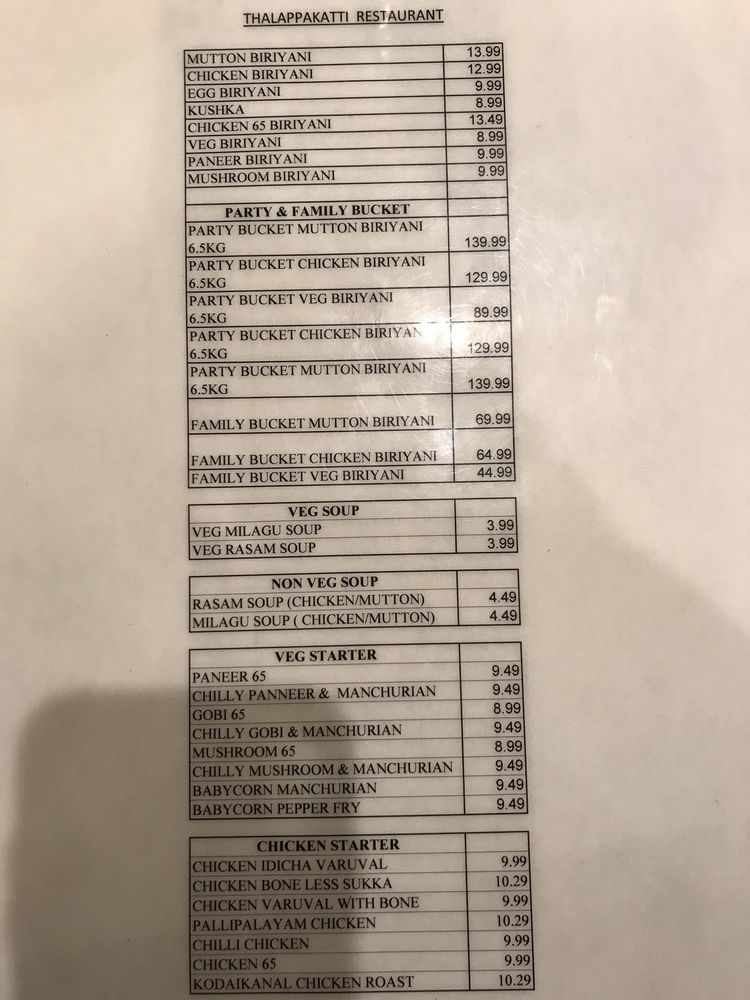 THALAPPAKATTI RESTAURANT
MUTTON BIRIYANI 13.99
CHICKEN BIRIYANI 12.99
EGG BIRIYANI 9.99
KUSHKA 8.99
CHICKEN 65 BIRIYANI 13.49
VEG BIRIYANI 8.99
PANEER BIRIYANI 9.99
MUSHROOM BIRIYANI 9.99
PARTY & FAMILY BUCKET
PARTY BUCKET MUTTON BIRIYANI
6.5KG 139.99
PARTY BUCKET CHICKEN BIRIYANI
6.5KG 129.99
PARTY BUCKET VEG BIRIYANI
6.5KG 89.99
PARTY BUCKET CHICKEN BIRIYAN
6.5KG 129.99
PARTY BUCKET MUTTON BIRIYANI
6.5KG 139.99
FAMILY BUCKET MUTTON BIRIYANI 69.99
FAMILY BUCKET CHICKEN BIRIYANI 64.99
FAMILY BUCKET VEG BIRIYANI 44.99
VEG SOUP
VEG MILAGU SOUP 3.99
VEG RASAM SOUP 3.99
NON VEG SOUP
RASAM SOUP (CHICKEN/MUTTON) 4.49
MILAGU SOUP ( CHICKEN/MUTTON) 4.49
VEG STARTER
PANEER 65 9.49
CHILLY PANNEER & MANCHURIAN 9.49
GOBI 65 8.99
CHILLY GOBI & MANCHURIAN 9.49
MUSHROOM 65 8.99
CHILLY MUSHROOM & MANCHURIAN 9.49
BABYCORN MANCHURIAN 9.49
BABYCORN PEPPER FRY 9.49
CHICKEN STARTER
CHICKEN IDICHA VARUVAL 9.99
CHICKEN BONE LESS SUKKA 10.29
CHICKEN VARUVAL WITH BONE 9.99
PALLIPALAYAM CHICKEN 10.29
CHILLI CHICKEN 9.99
CHICKEN 65 9.99
KODAIKANAL CHICKEN ROAST 10.29